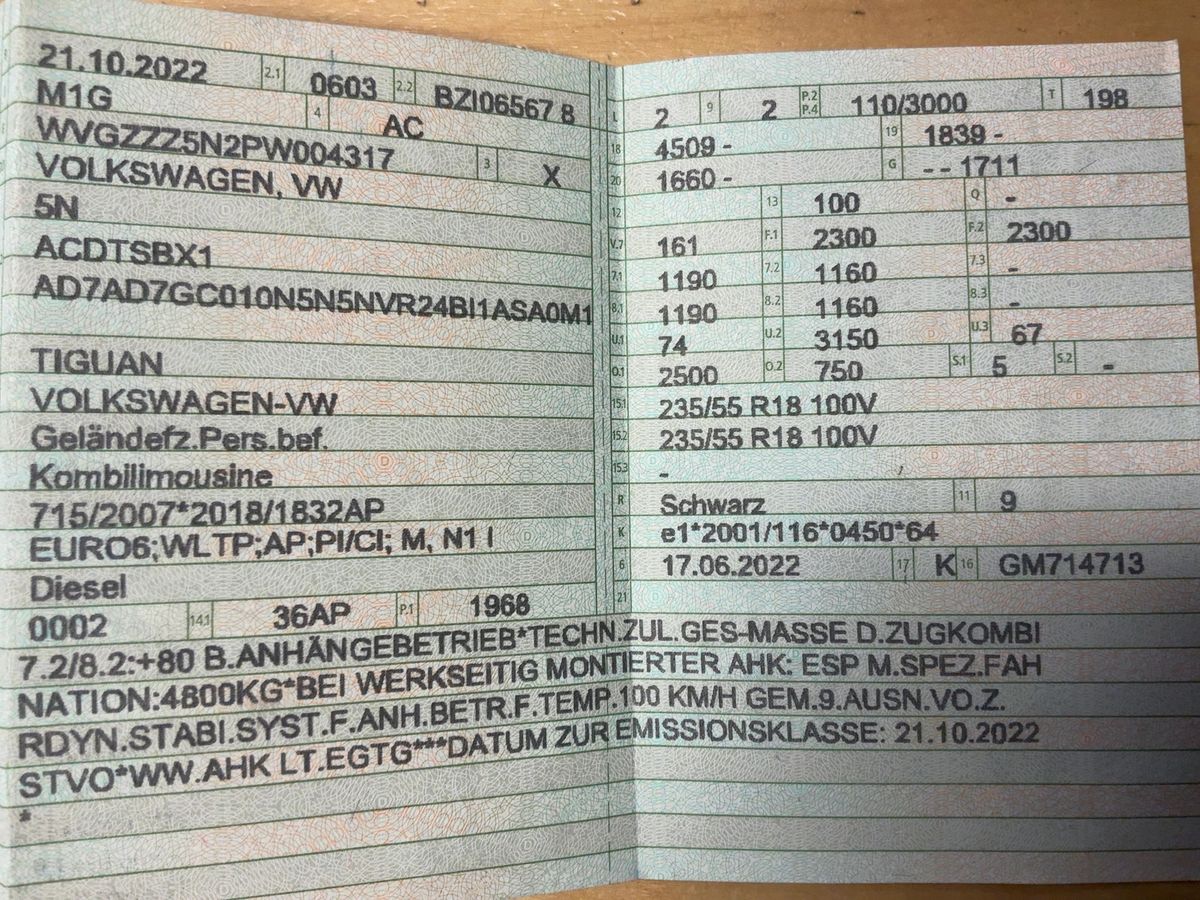 21.10.2022 2.1 0603 2.2 BZI06567 8
M1G 4 AC
WVGZZZ5N2PW004317 3 X
VOLKSWAGEN, VW
5N
ACDTSBX1
AD7AD7GC010N5N5NVR24BI1ASA0M1
TIGUAN
VOLKSWAGEN-VW
Geländefz.Pers.bef.
Kombilimousine
715/2007*2018/1832AP
EURO6;WLTP;AP;PI/CI; M, N1 I
Diesel
0002 14.1 36AP P.1 1968
L 2 9 2 P.2 P.4 110/3000 T 198
18 4509 - 19 1839 -
20 1660 - G - - 1711
12 13 100 Q -
V.7 161 F.1 2300 F.2 2300
7.1 1190 7.2 1160 7.3 -
8.1 1190 8.2 1160 8.3 -
U.1 74 U.2 3150 U.3 67
O.1 2500 O.2 750 S.1 5 S.2 -
15.1 235/55 R18 100V
15.2 235/55 R18 100V
15.3 -
R Schwarz 11 9
K e1*2001/116*0450*64
6 17.06.2022 17 K 16 GM714713
21
7.2/8.2:+80 B.ANHÄNGEBETRIEB*TECHN.ZUL.GES-MASSE D.ZUGKOMBI
NATION:4800KG*BEI WERKSEITIG MONTIERTER AHK: ESP M.SPEZ.FAH
RDYN.STABI.SYST.F.ANH.BETR.F.TEMP.100 KM/H GEM.9.AUSN.VO.Z.
STVO*WW.AHK LT.EGTG***DATUM ZUR EMISSIONSKLASSE: 21.10.2022
*